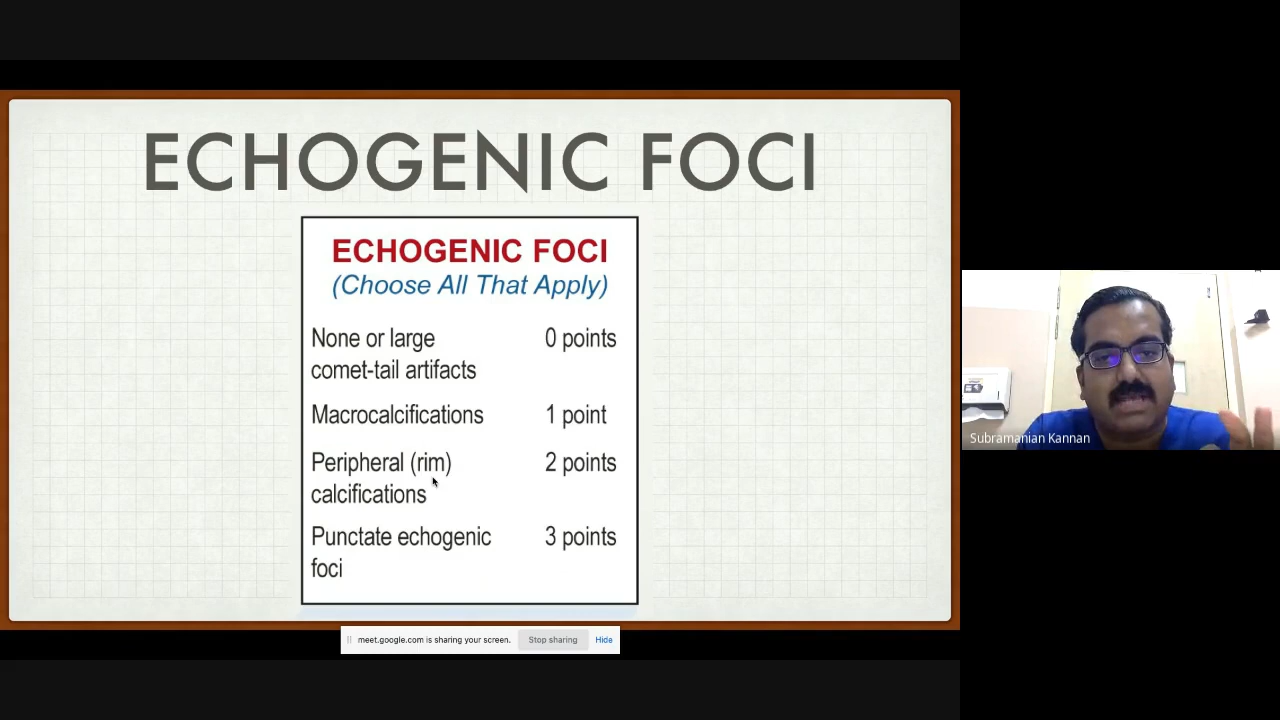 ECHOGENIC FOCI
ECHOGENIC FOCI
(Choose All That Apply)
None or large 0 points
comet-tail artifacts
Macrocalcifications 1 point
Peripheral (rim) 2 points
calcifications
Punctate echogenic 3 points
foci
Subramanian Kannan
meet.google.com is sharing your screen. Stop sharing Hide